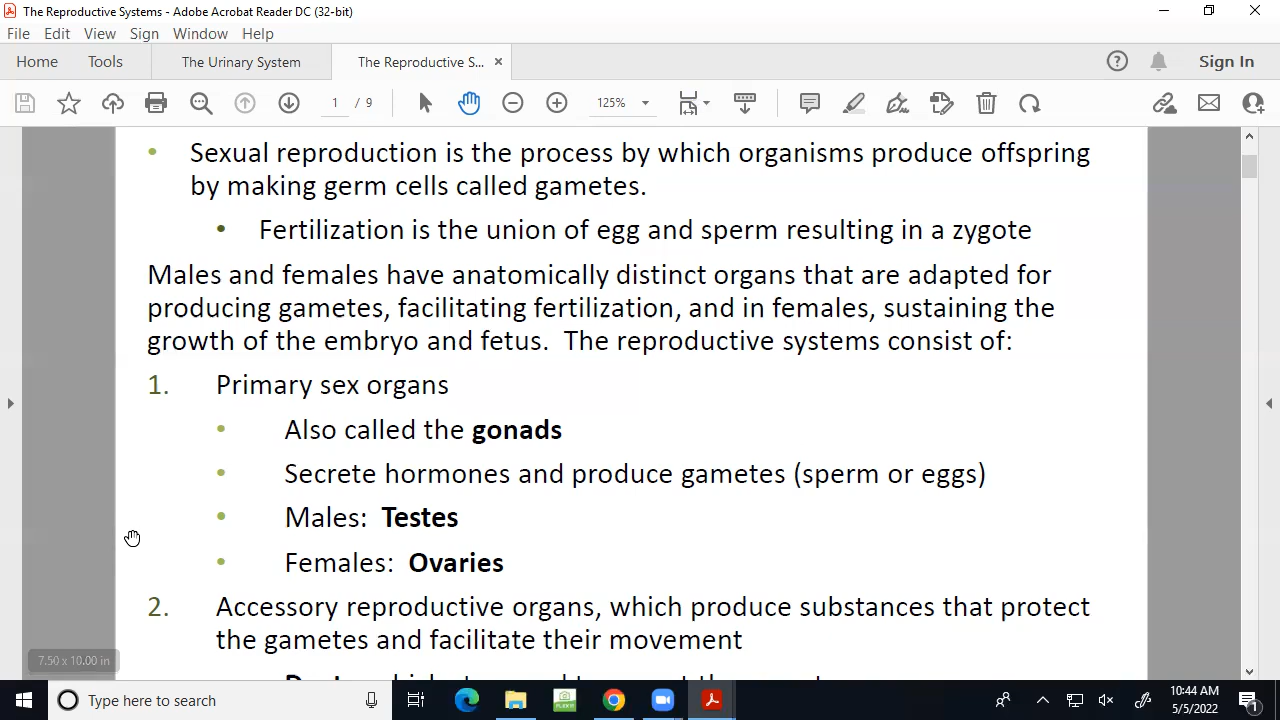 The Reproductive Systems - Adobe Acrobat Reader DC (32-bit)
File Edit View Sign Window Help
Home Tools The Urinary System The Reproductive S... × Sign In
1 / 9 125%
• Sexual reproduction is the process by which organisms produce offspring
by making germ cells called gametes.
• Fertilization is the union of egg and sperm resulting in a zygote
Males and females have anatomically distinct organs that are adapted for
producing gametes, facilitating fertilization, and in females, sustaining the
growth of the embryo and fetus. The reproductive systems consist of:
1. Primary sex organs
• Also called the gonads
• Secrete hormones and produce gametes (sperm or eggs)
• Males: Testes
• Females: Ovaries
2. Accessory reproductive organs, which produce substances that protect
the gametes and facilitate their movement
7.50 x 10.00 in
Type here to search
10:44 AM
5/5/2022
1